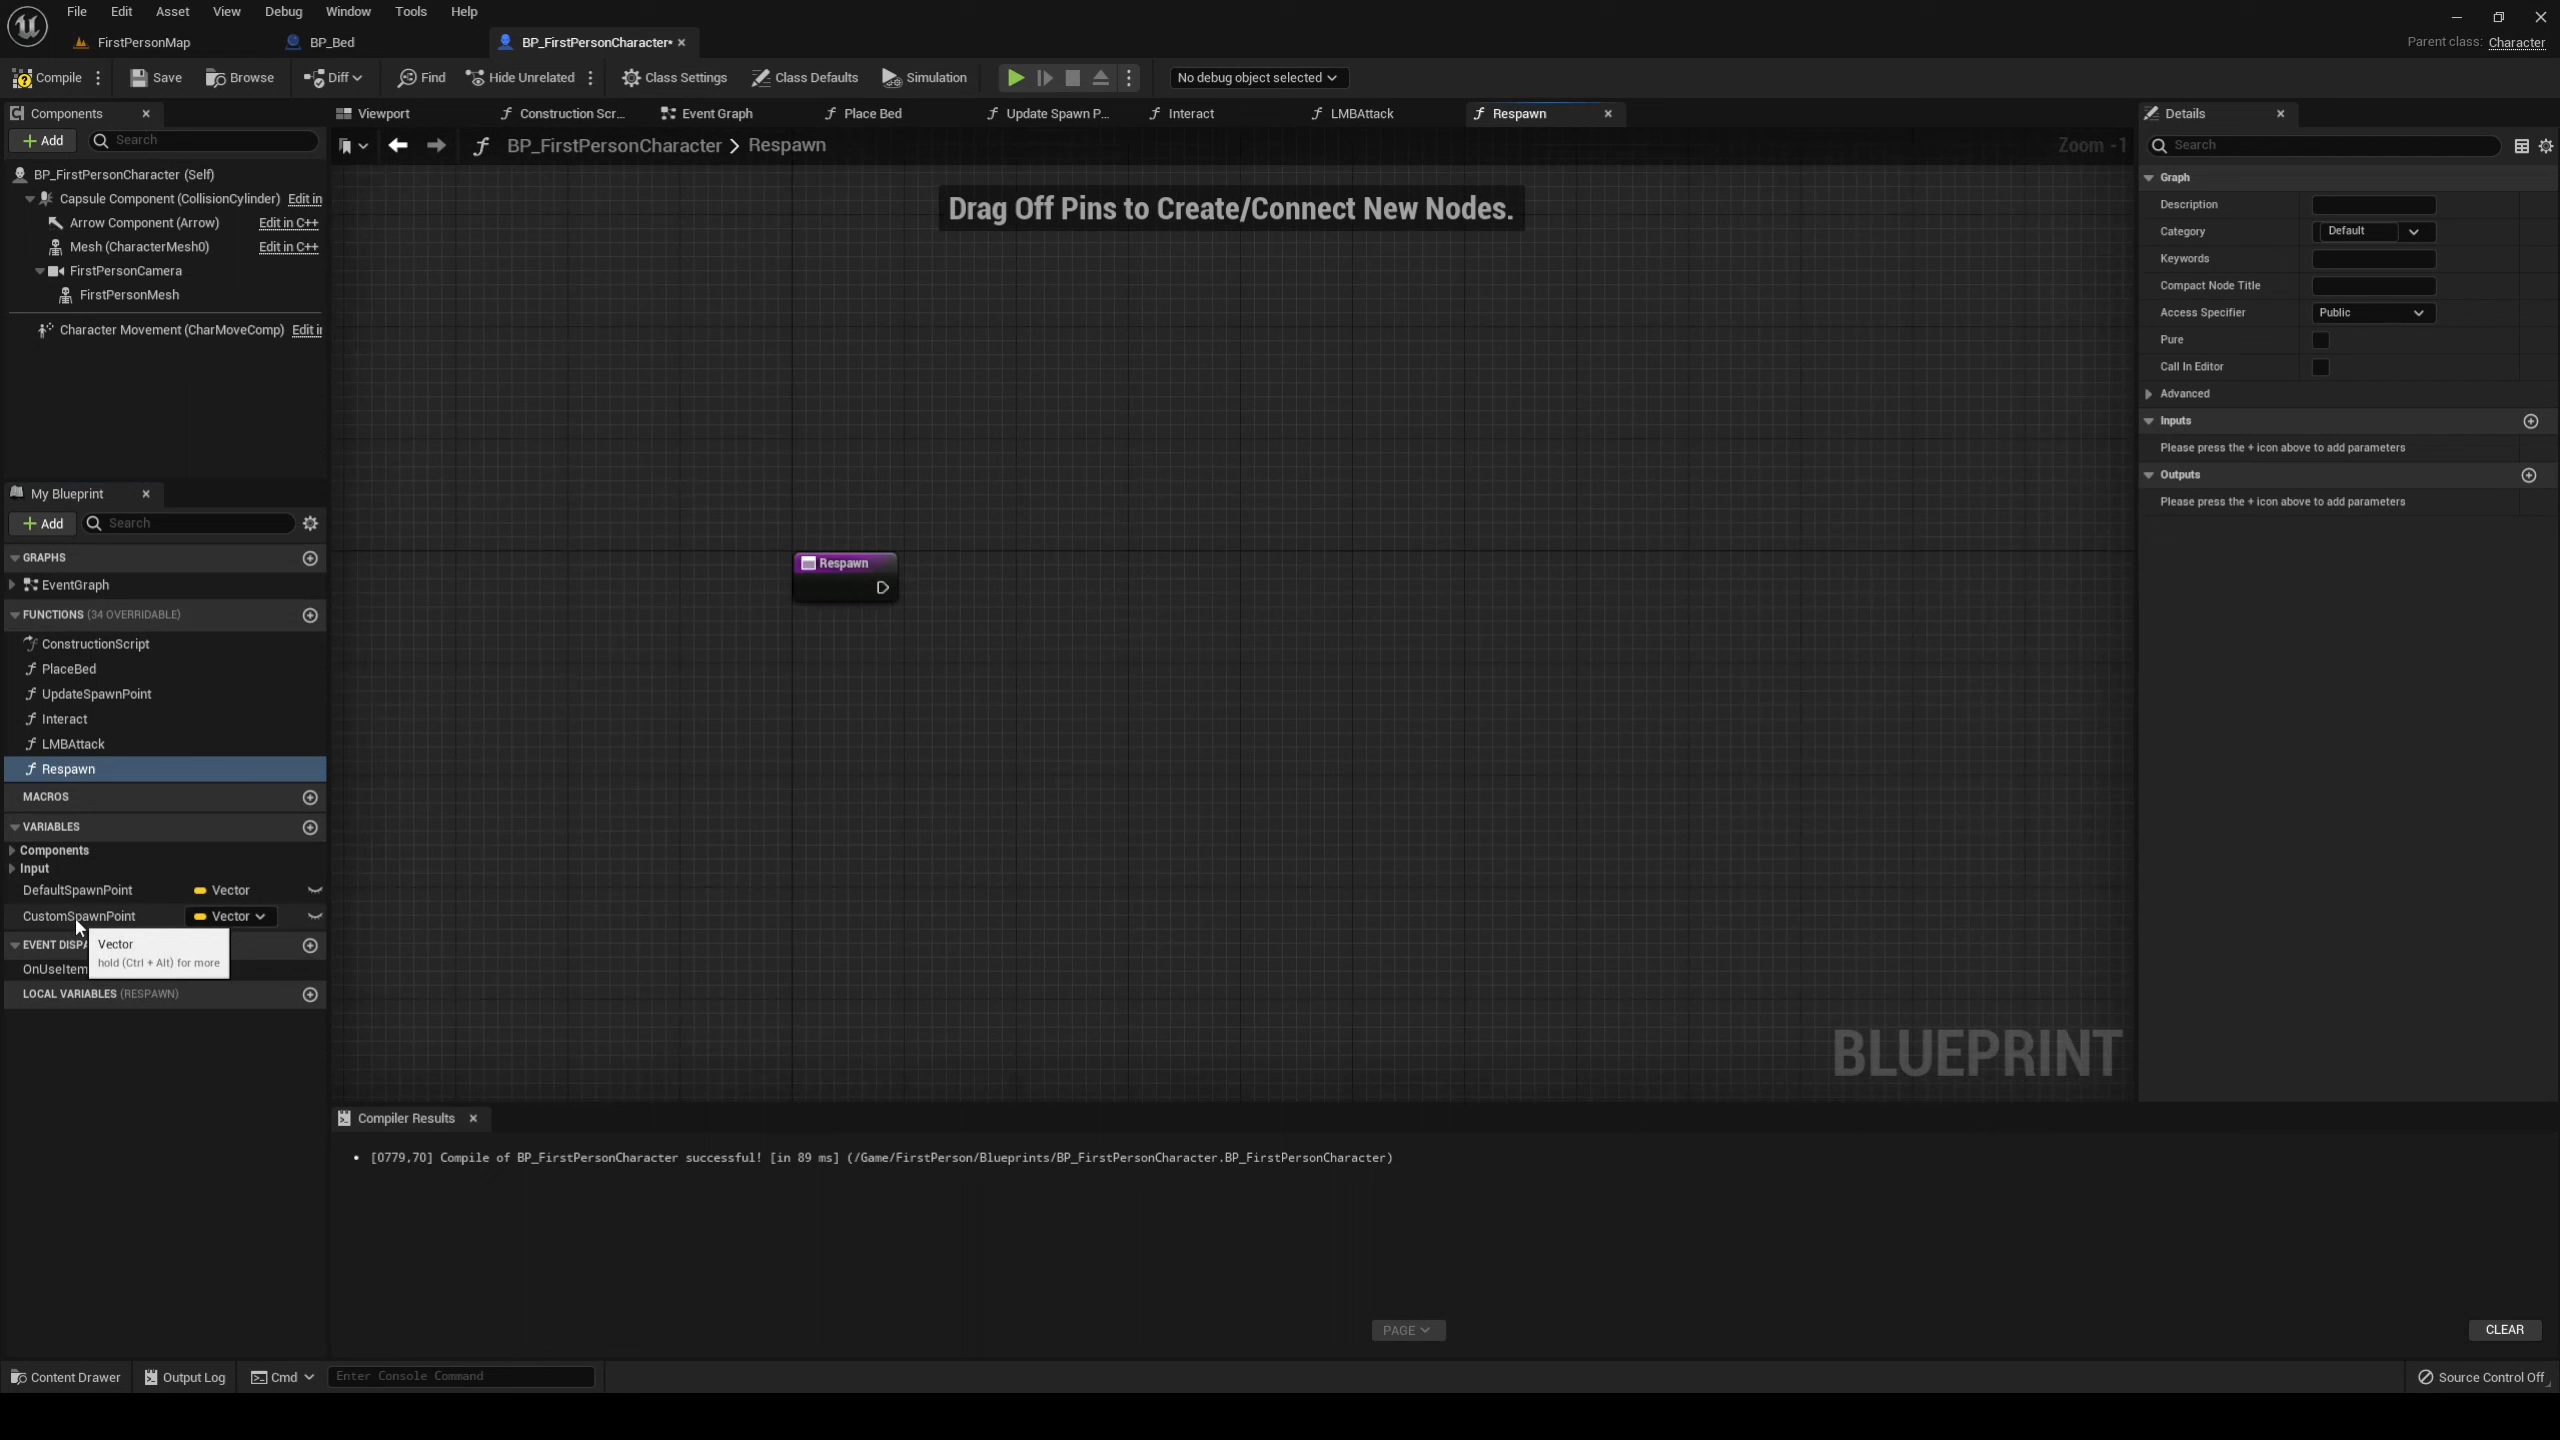 File Edit Asset View Debug Window Tools Help
FirstPersonMap BP_Bed BP_FirstPersonCharacter*
Parent class: Character
Compile Save Browse Diff Find Hide Unrelated Class Settings Class Defaults Simulation No debug object selected
Components
Add Search
BP_FirstPersonCharacter (Self)
Capsule Component (CollisionCylinder) Edit in
Arrow Component (Arrow) Edit in C++
Mesh (CharacterMesh0) Edit in C++
FirstPersonCamera
FirstPersonMesh
Character Movement (CharMoveComp) Edit in
My Blueprint
Add Search
GRAPHS
EventGraph
FUNCTIONS (34 OVERRIDABLE)
ConstructionScript
PlaceBed
UpdateSpawnPoint
Interact
LMBAttack
Respawn
MACROS
VARIABLES
Components
Input
DefaultSpawnPoint Vector
CustomSpawnPoint Vector
EVENT DISPA
OnUseItem
Vector
hold (Ctrl + Alt) for more
LOCAL VARIABLES (RESPAWN)
Viewport Construction Scr... Event Graph Place Bed Update Spawn P... Interact LMBAttack Respawn
BP_FirstPersonCharacter > Respawn
Zoom -1
Drag Off Pins to Create/Connect New Nodes.
Respawn
BLUEPRINT
Compiler Results
• [0779,70] Compile of BP_FirstPersonCharacter successful! [in 89 ms] (/Game/FirstPerson/Blueprints/BP_FirstPersonCharacter.BP_FirstPersonCharacter)
PAGE
CLEAR
Details
Search
Graph
Description
Category Default
Keywords
Compact Node Title
Access Specifier Public
Pure
Call In Editor
Advanced
Inputs
Please press the + icon above to add parameters
Outputs
Please press the + icon above to add parameters
Content Drawer Output Log Cmd Enter Console Command
Source Control Off